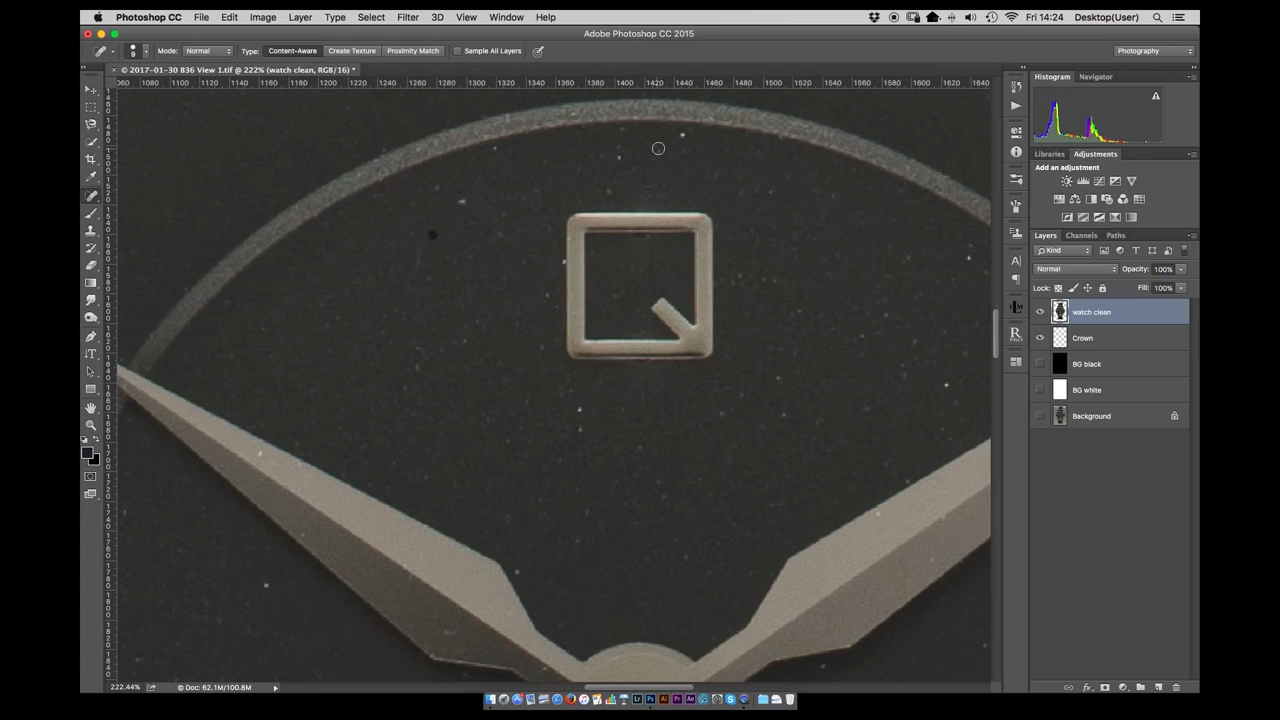 Photoshop CC File Edit Image Layer Type Select Filter 3D View Window Help Fri 14:24 Desktop(User)
Adobe Photoshop CC 2015
9 Mode: Normal Type: Content-Aware Create Texture Proximity Match Sample All Layers Photography
© 2017-01-30 B36 View 1.tif @ 222% (watch clean, RGB/16) *
1080 1100 1120 1140 1160 1180 1200 1220 1240 1260 1280 1300 1320 1340 1360 1380 1400 1420 1440 1460 1480 1500 1520 1540 1560 1580 1600 1620 1640
Histogram Navigator
Libraries Adjustments
Add an adjustment
Layers Channels Paths
Kind
Normal Opacity: 100%
Lock: Fill: 100%
watch clean
Crown
BG black
BG white
Background
222.44% Doc: 62.1M/100.8M